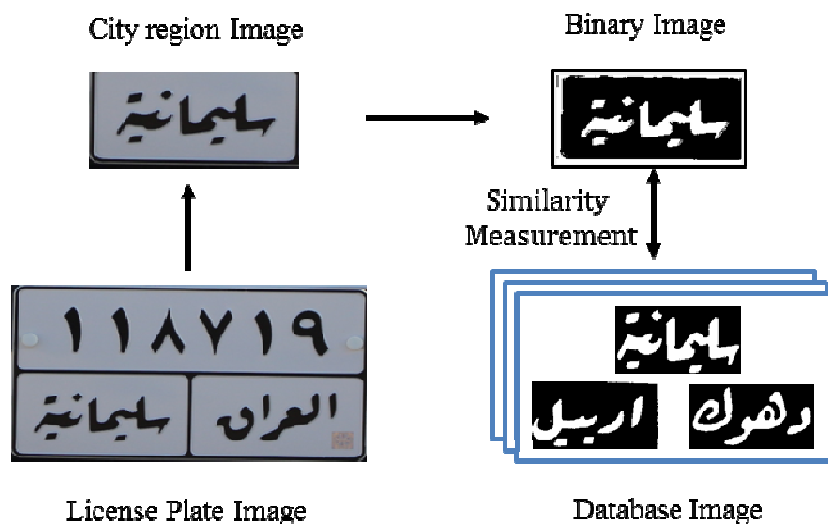 City region Image
Binary Image
سليمانية
سليمانية
Similarity
Measurement
١١٨٧١٩
العراق سليمانية
سليمانية
دهوك اربيل
License Plate Image
Database Image